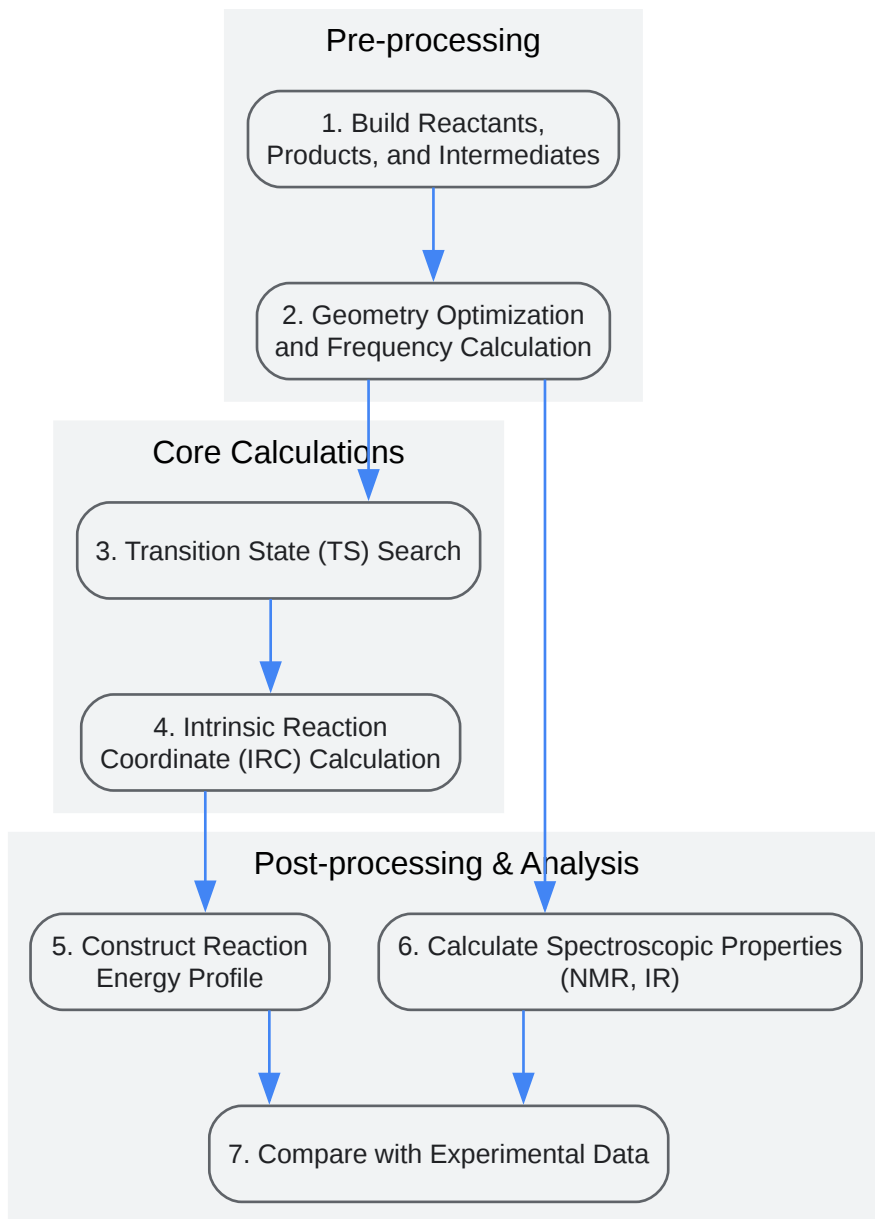 Pre-processing
1. Build Reactants,
Products, and Intermediates
2. Geometry Optimization
and Frequency Calculation
Core Calculations
3. Transition State (TS) Search
4. Intrinsic Reaction
Coordinate (IRC) Calculation
Post-processing & Analysis
5. Construct Reaction
Energy Profile
6. Calculate Spectroscopic Properties
(NMR, IR)
7. Compare with Experimental Data